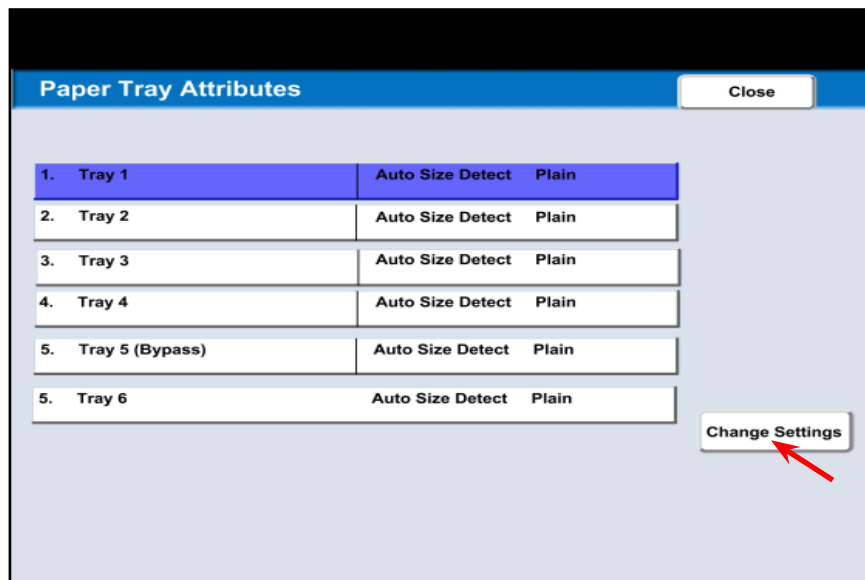 Paper Tray Attributes Close
1. Tray 1 Auto Size Detect Plain
2. Tray 2 Auto Size Detect Plain
3. Tray 3 Auto Size Detect Plain
4. Tray 4 Auto Size Detect Plain
5. Tray 5 (Bypass) Auto Size Detect Plain
5. Tray 6 Auto Size Detect Plain
Change Settings